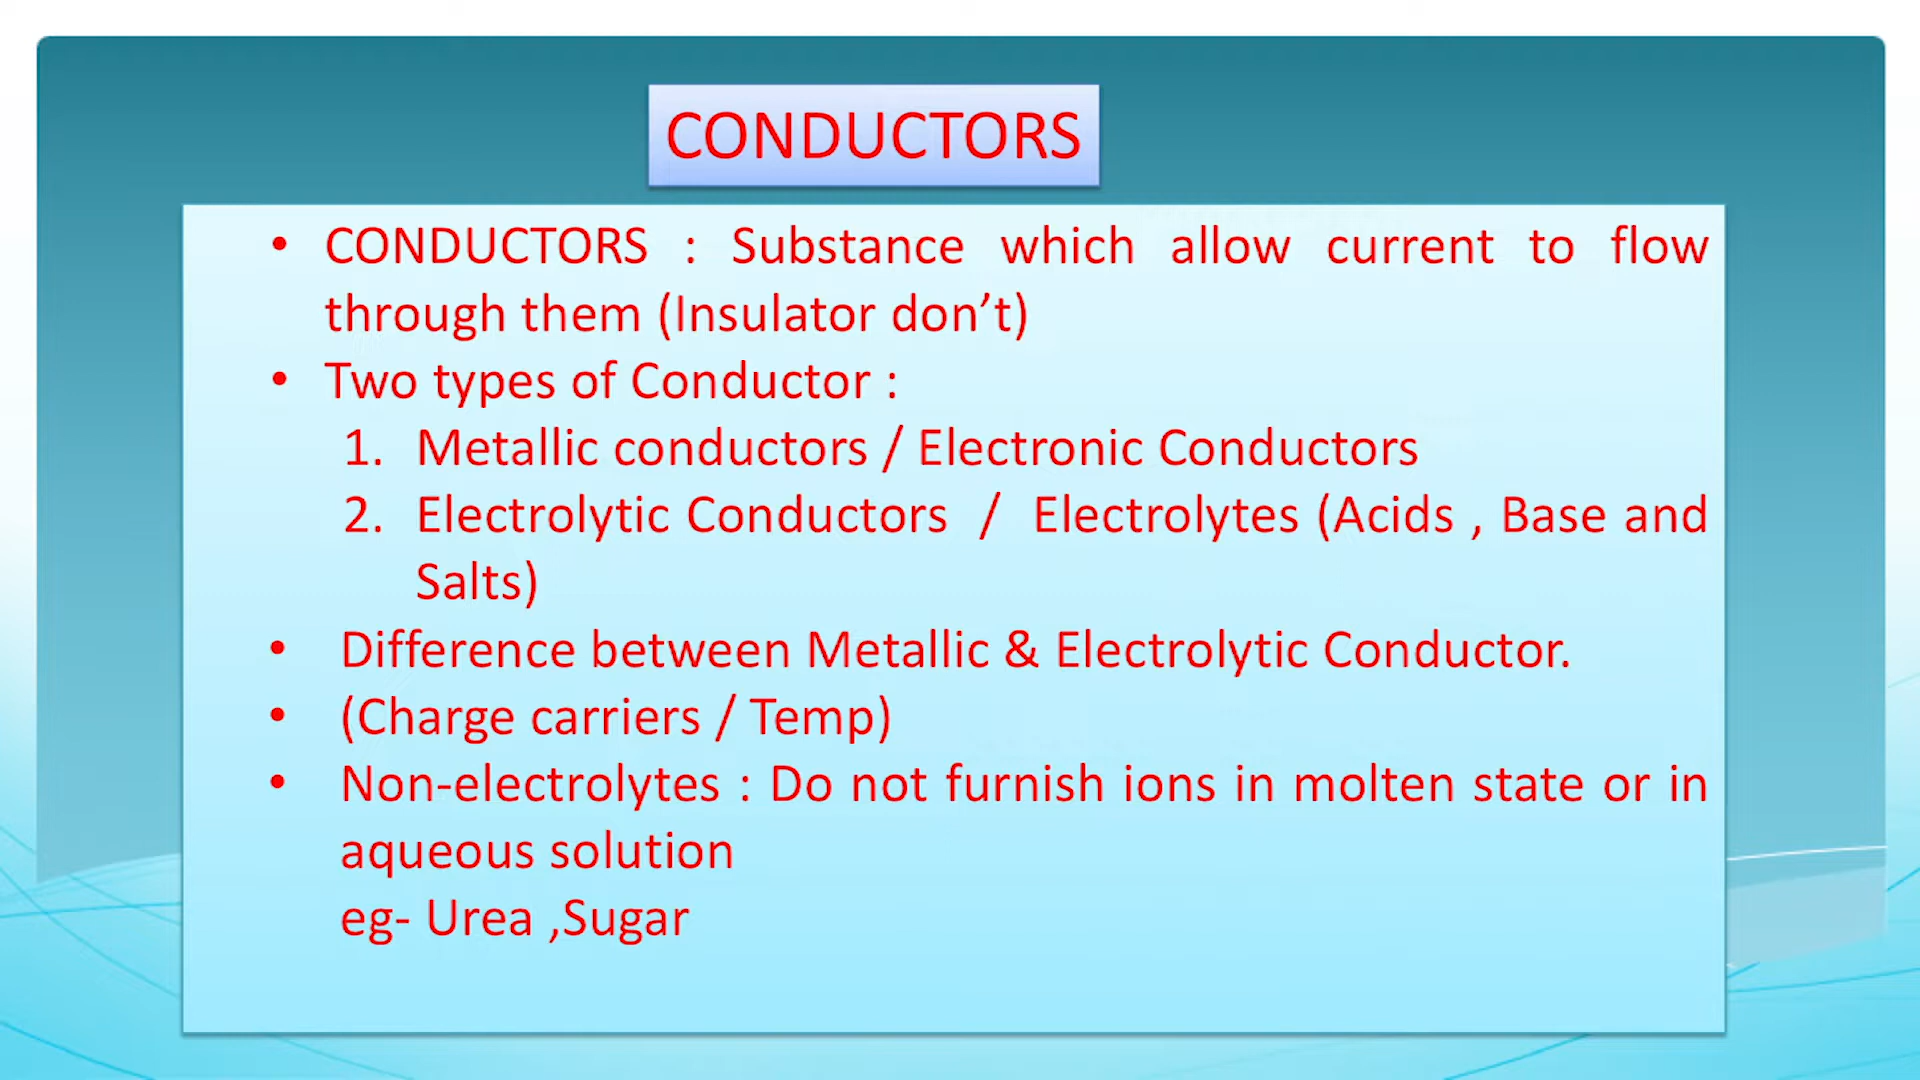 CONDUCTORS
• CONDUCTORS : Substance which allow current to flow
through them (Insulator don’t)
• Two types of Conductor :
1. Metallic conductors / Electronic Conductors
2. Electrolytic Conductors / Electrolytes (Acids , Base and
Salts)
• Difference between Metallic & Electrolytic Conductor.
• (Charge carriers / Temp)
• Non-electrolytes : Do not furnish ions in molten state or in
aqueous solution
eg- Urea ,Sugar